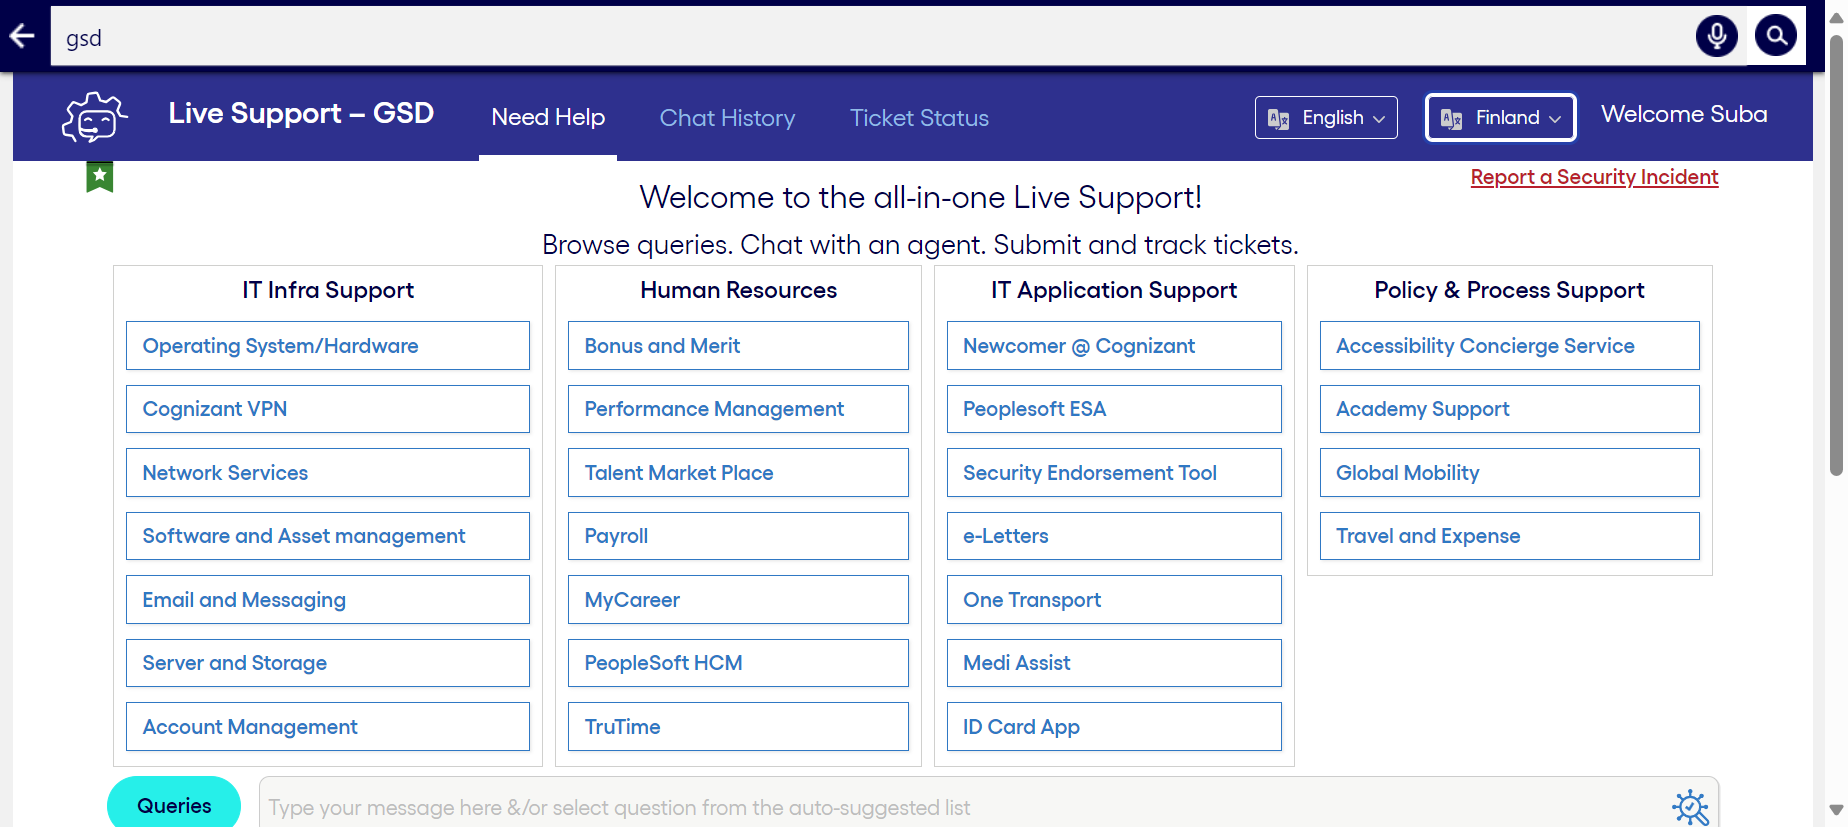 gsd
Live Support – GSD
Need Help
Chat History
Ticket Status
English
Finland
Welcome Suba
Report a Security Incident
Welcome to the all-in-one Live Support!
Browse queries. Chat with an agent. Submit and track tickets.
IT Infra Support
Operating System/Hardware
Cognizant VPN
Network Services
Software and Asset management
Email and Messaging
Server and Storage
Account Management
Human Resources
Bonus and Merit
Performance Management
Talent Market Place
Payroll
MyCareer
PeopleSoft HCM
TruTime
IT Application Support
Newcomer @ Cognizant
Peoplesoft ESA
Security Endorsement Tool
e-Letters
One Transport
Medi Assist
ID Card App
Policy & Process Support
Accessibility Concierge Service
Academy Support
Global Mobility
Travel and Expense
Queries
Type your message here &/or select question from the auto-suggested list